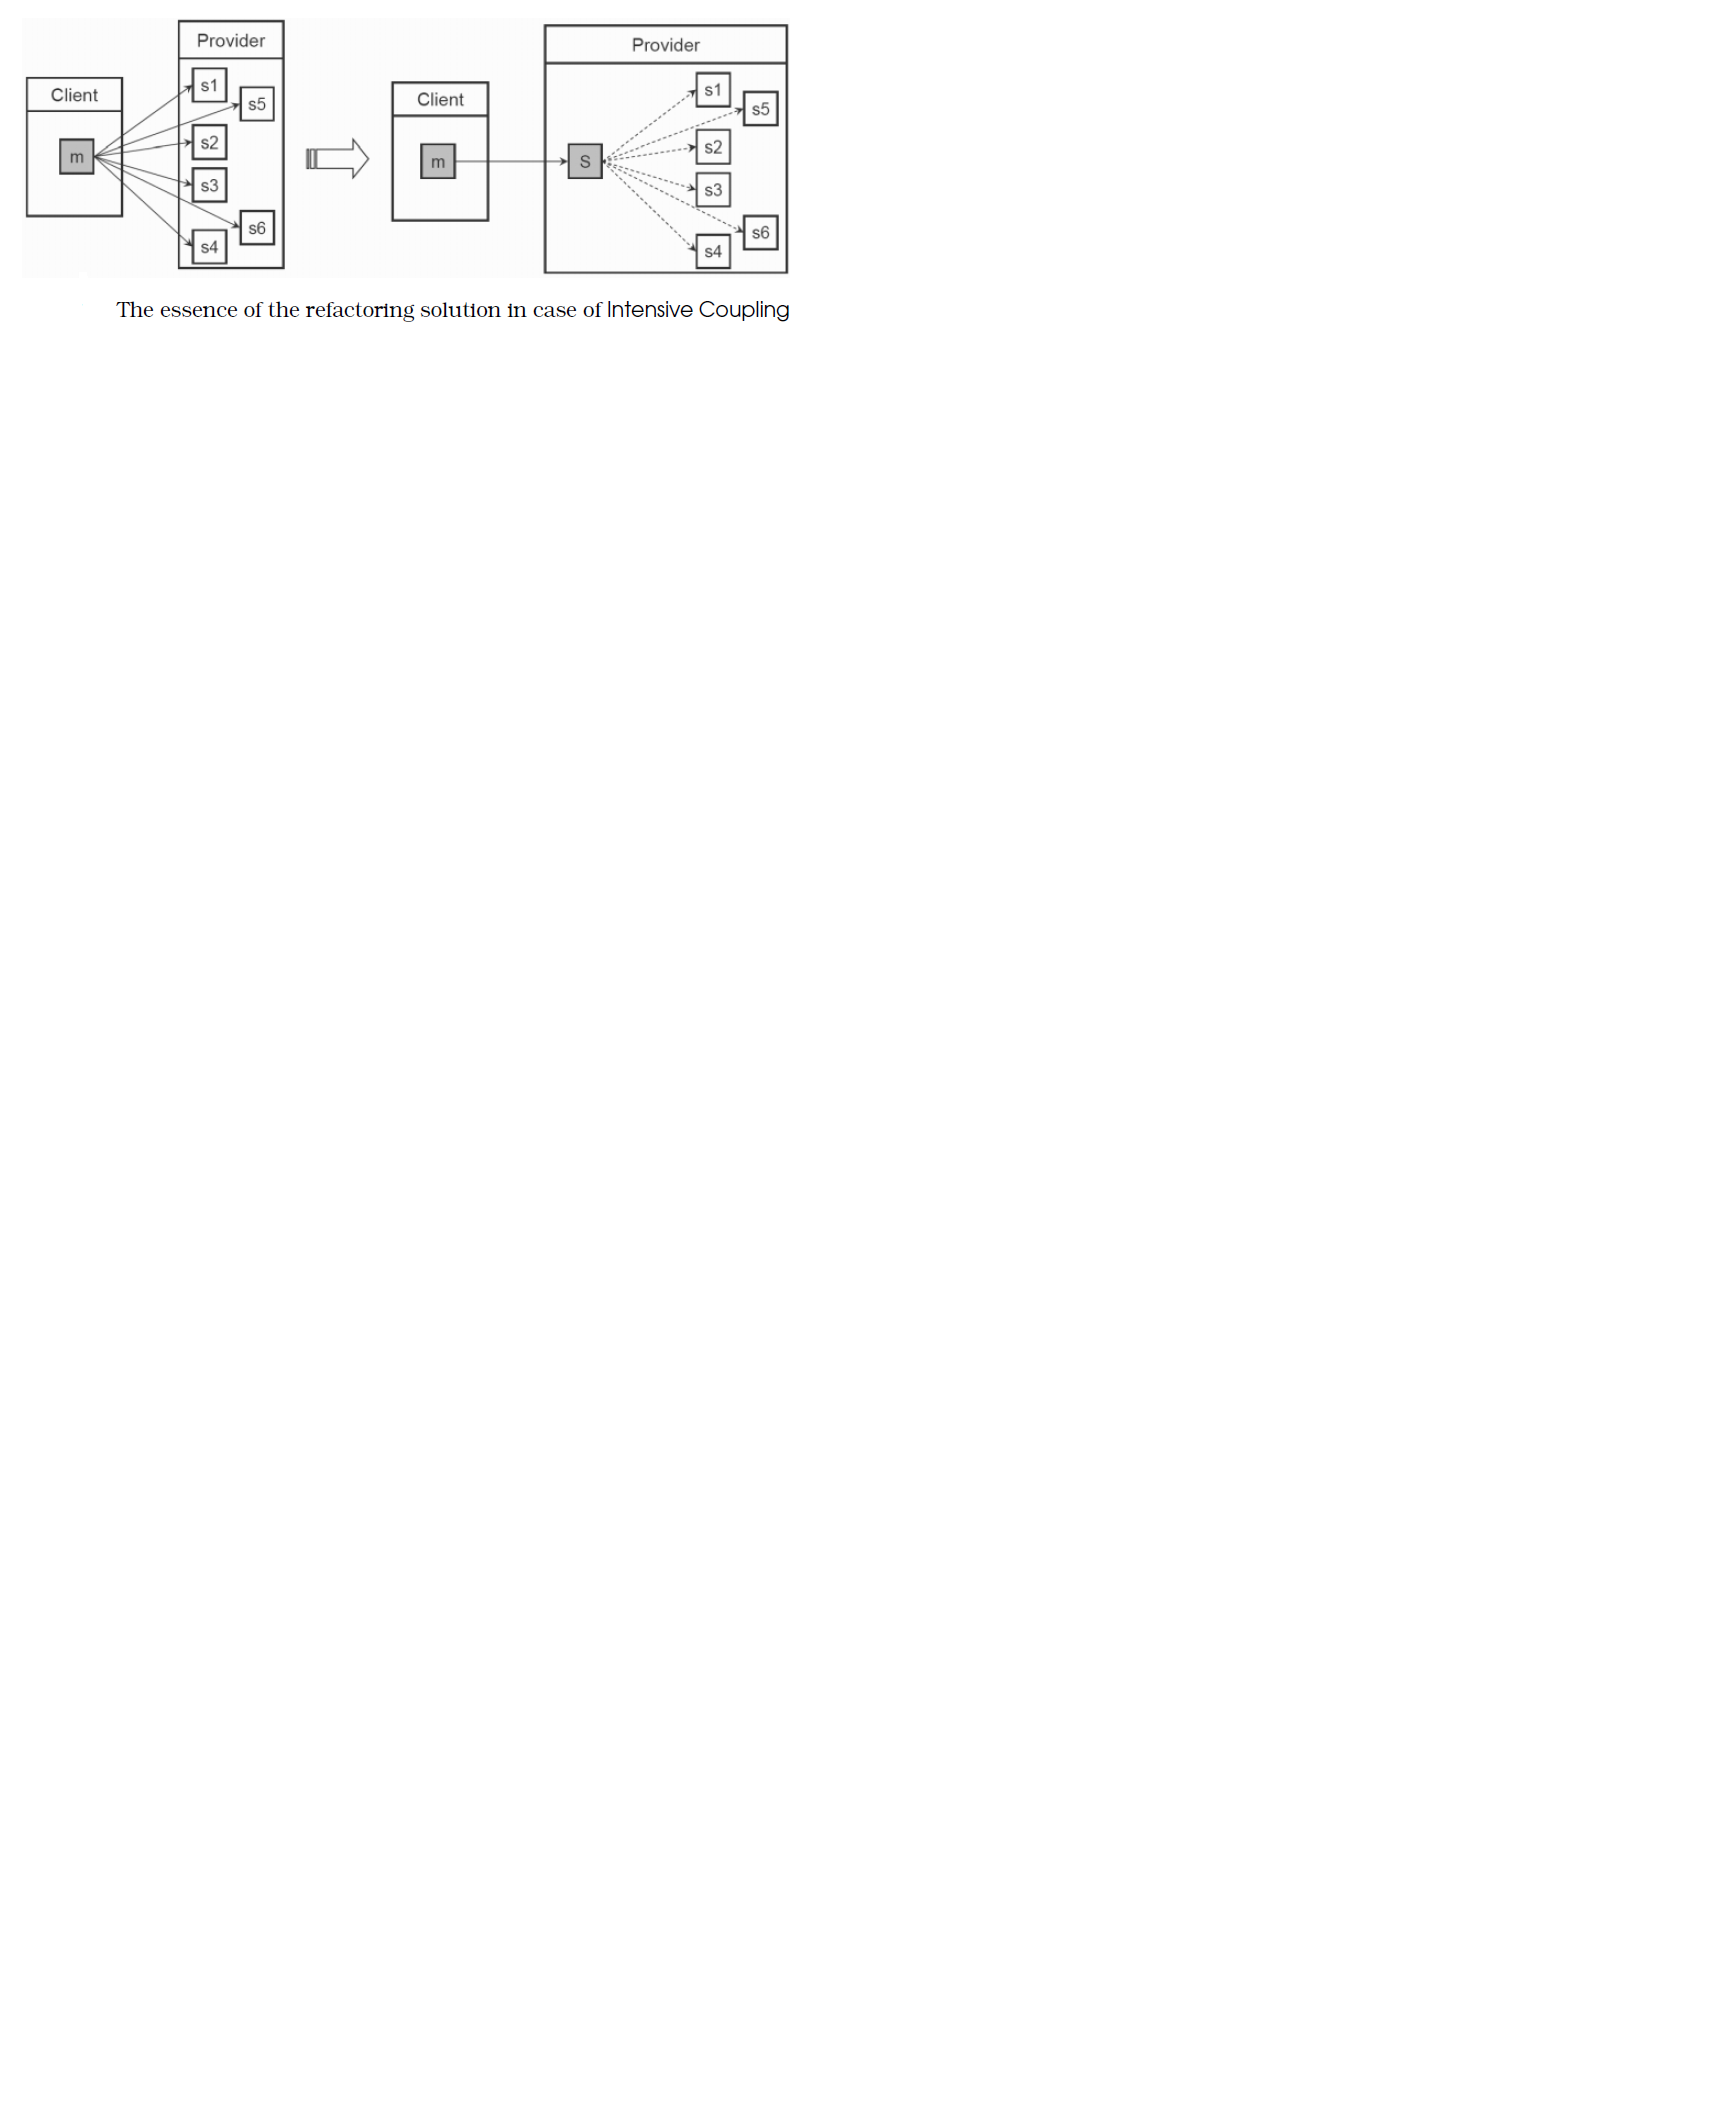 Provider
Client
s1
s5
s2
m
s3
s6
s4
Provider
Client
s1
s5
s2
m
S
s3
s6
s4
The essence of the refactoring solution in case of Intensive Coupling